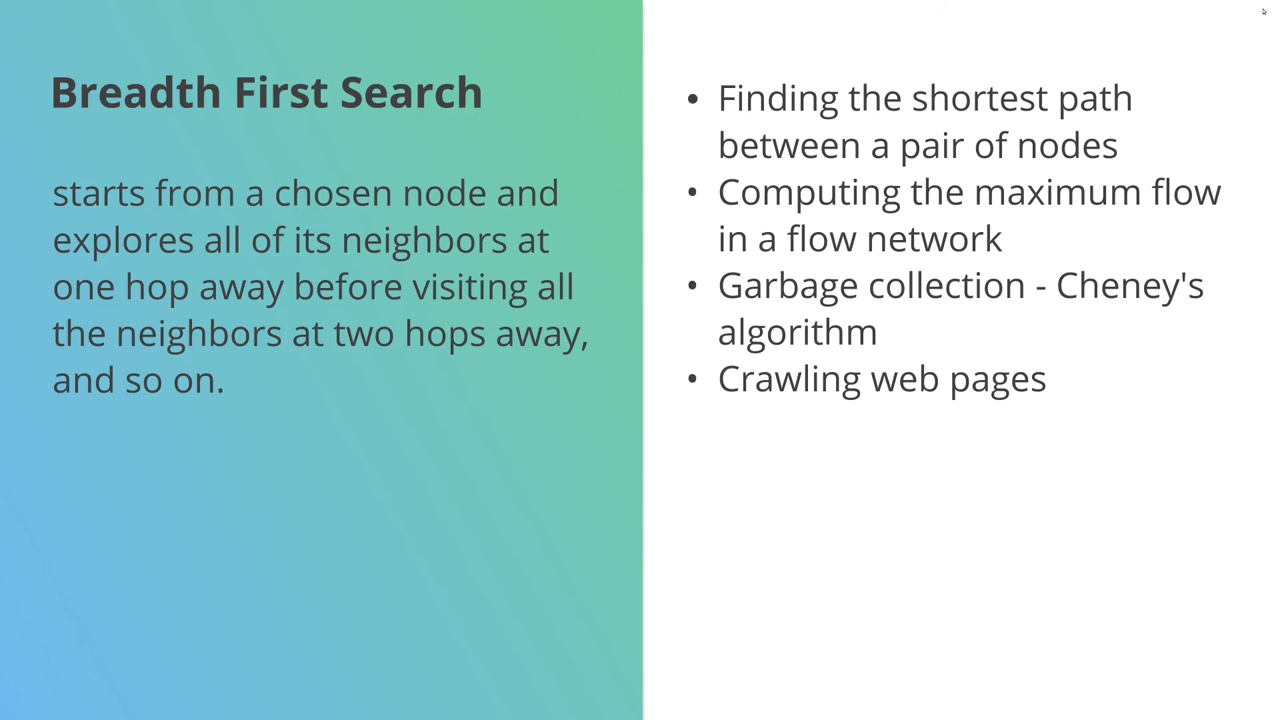 Breadth First Search
starts from a chosen node and
explores all of its neighbors at
one hop away before visiting all
the neighbors at two hops away,
and so on.
• Finding the shortest path
between a pair of nodes
• Computing the maximum flow
in a flow network
• Garbage collection - Cheney's
algorithm
• Crawling web pages